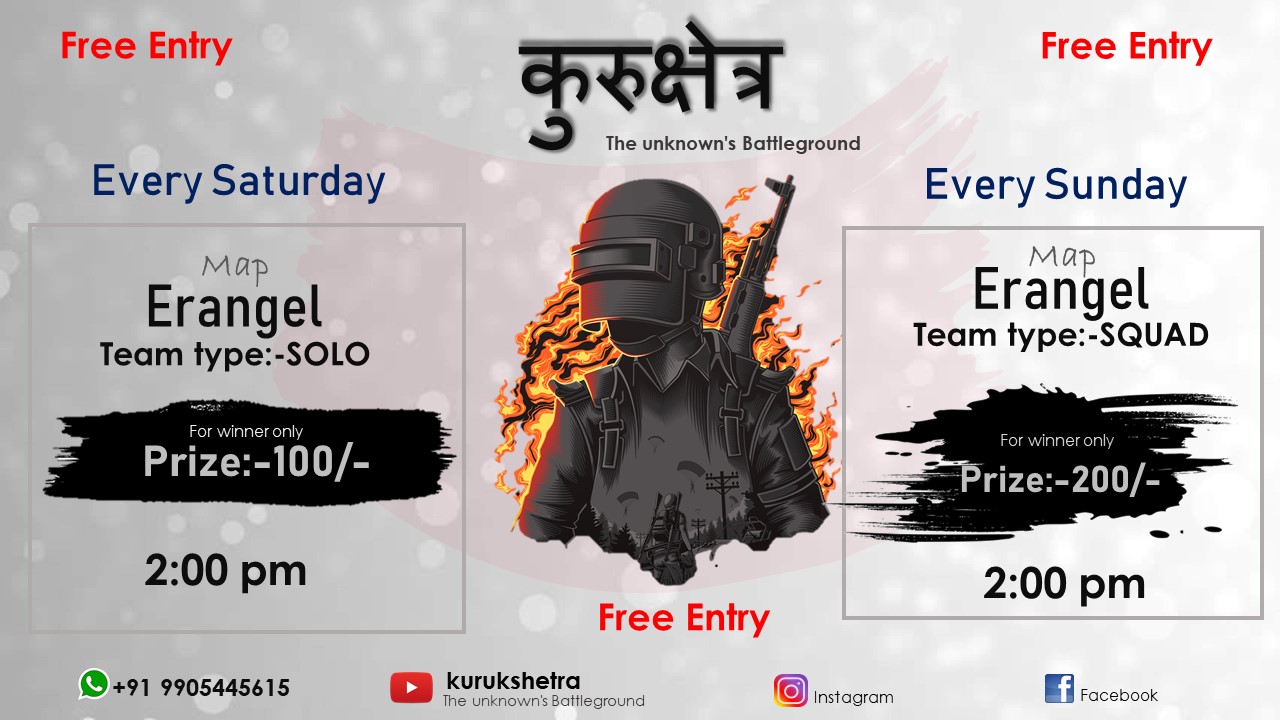 Free Entry
कुरुक्षेत्र
Free Entry
The unknown's Battleground
Every Saturday
Map
Erangel
Team type:-SOLO
For winner only
Prize:-100/-
2:00 pm
Every Sunday
Map
Erangel
Team type:-SQUAD
For winner only
Prize:-200/-
2:00 pm
Free Entry
+91 9905445615
kurukshetra
The unknown's Battleground
Instagram
Facebook